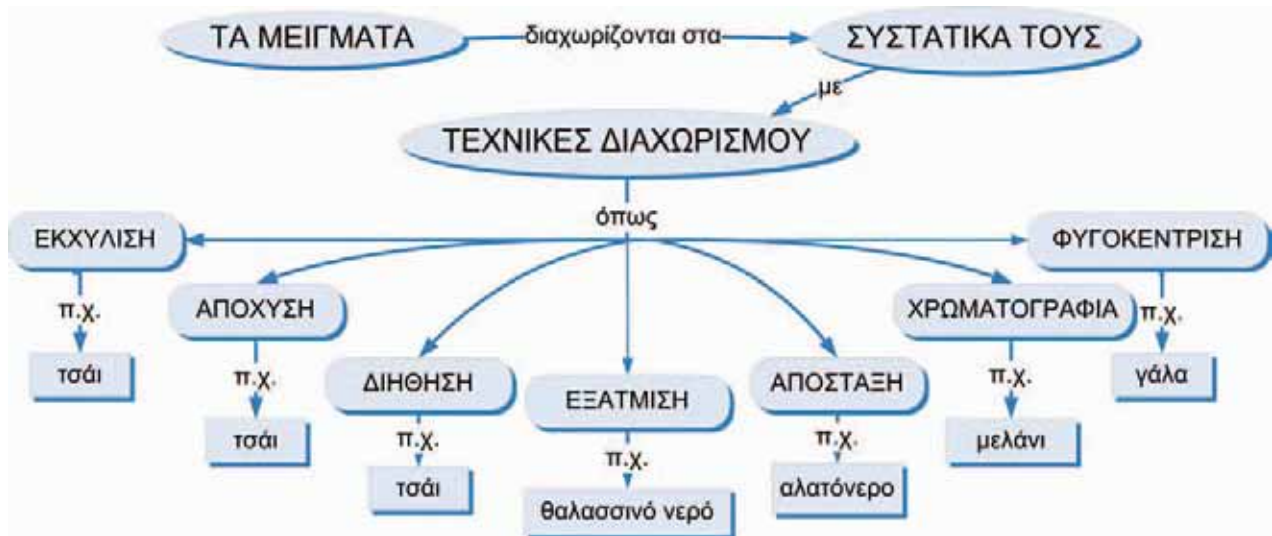 ΤΑ ΜΕΙΓΜΑΤΑ
διαχωρίζονται στα
ΣΥΣΤΑΤΙΚΑ ΤΟΥΣ
με
ΤΕΧΝΙΚΕΣ ΔΙΑΧΩΡΙΣΜΟΥ
όπως
ΕΚΧΥΛΙΣΗ
π.χ.
τσάι
ΑΠΟΧΥΣΗ
π.χ.
τσάι
ΔΙΗΘΗΣΗ
π.χ.
τσάι
ΕΞΑΤΜΙΣΗ
π.χ.
θαλασσινό νερό
ΑΠΟΣΤΑΞΗ
π.χ.
αλατόνερο
ΧΡΩΜΑΤΟΓΡΑΦΙΑ
π.χ.
μελάνι
ΦΥΓΟΚΕΝΤΡΙΣΗ
π.χ.
γάλα